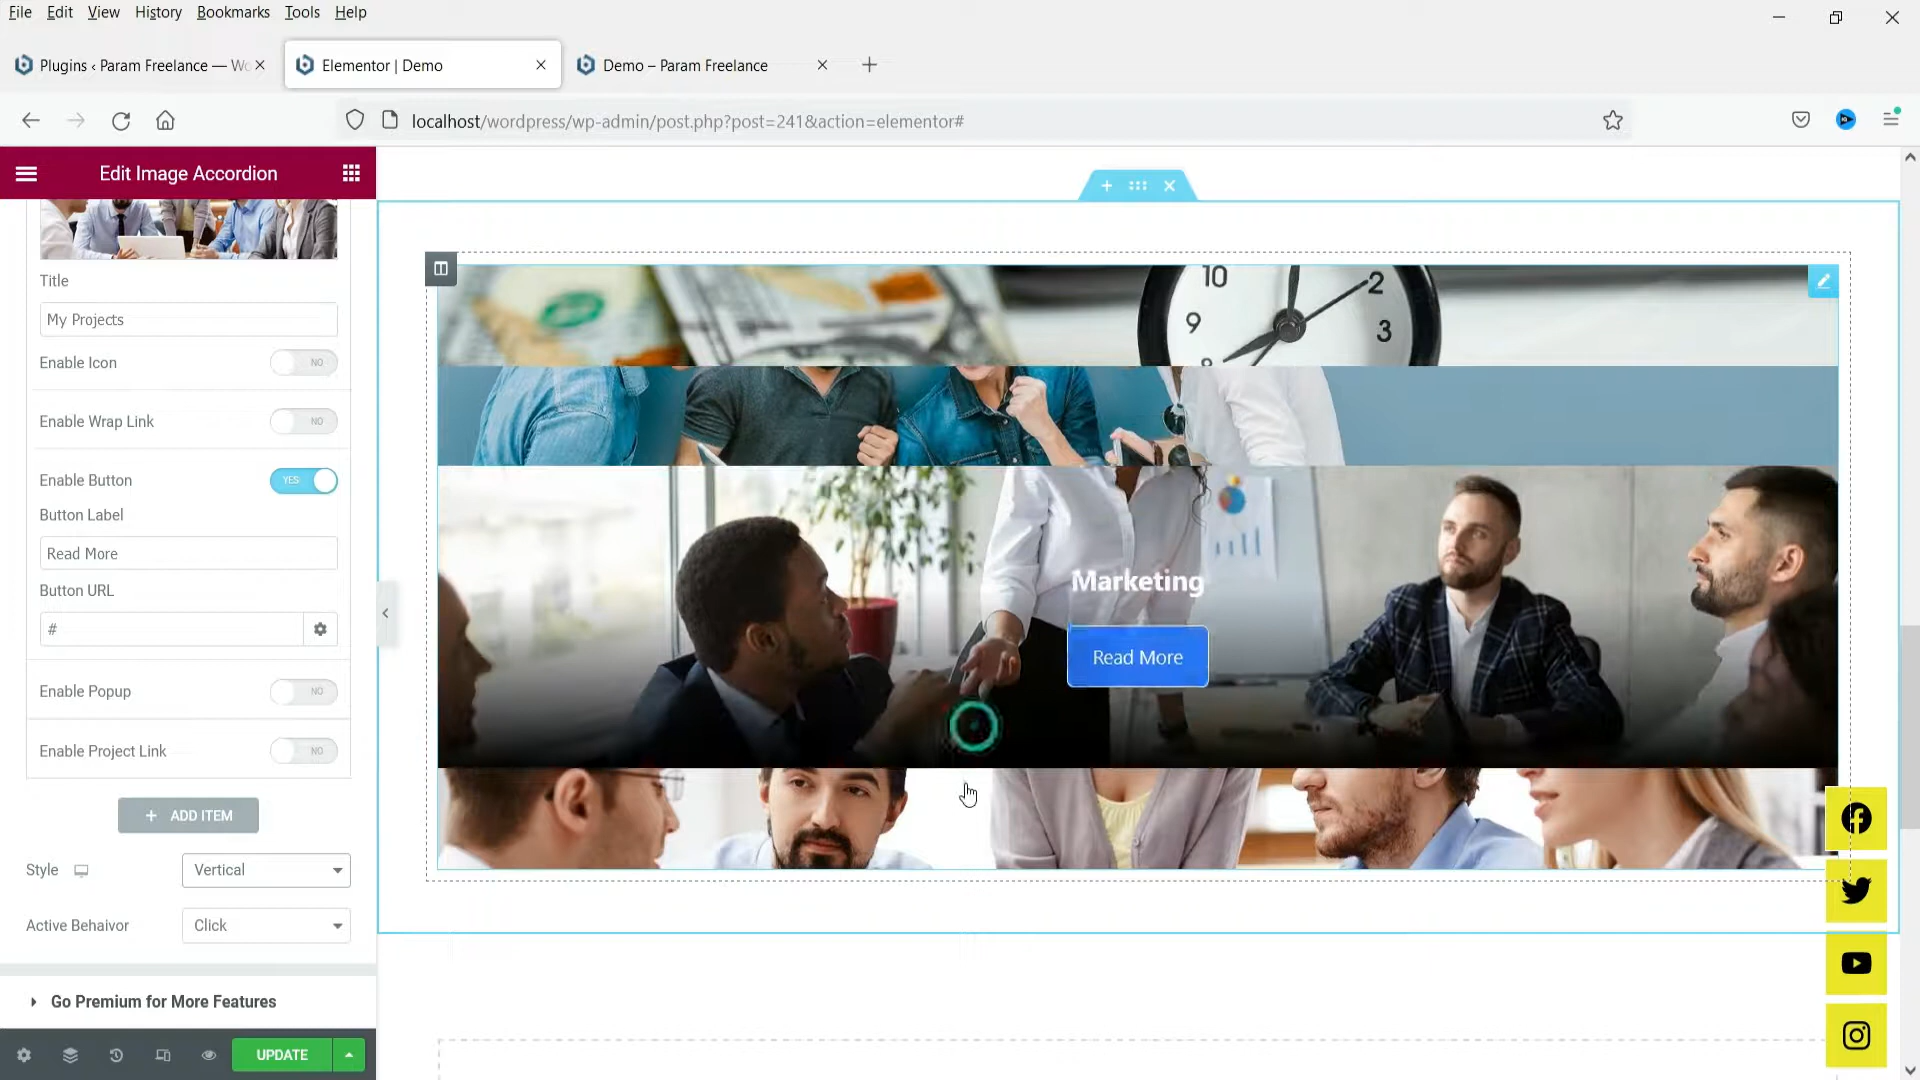 File Edit View History Bookmarks Tools Help
Plugins ‹ Param Freelance — Wo
Elementor | Demo
Demo – Param Freelance
localhost/wordpress/wp-admin/post.php?post=241&action=elementor#
Edit Image Accordion
Title
My Projects
Enable Icon NO
Enable Wrap Link NO
Enable Button YES
Button Label
Read More
Button URL
#
Enable Popup NO
Enable Project Link NO
+ ADD ITEM
Style Vertical
Active Behaivor Click
Go Premium for More Features
UPDATE
10 2
9 3
8
Marketing
Read More